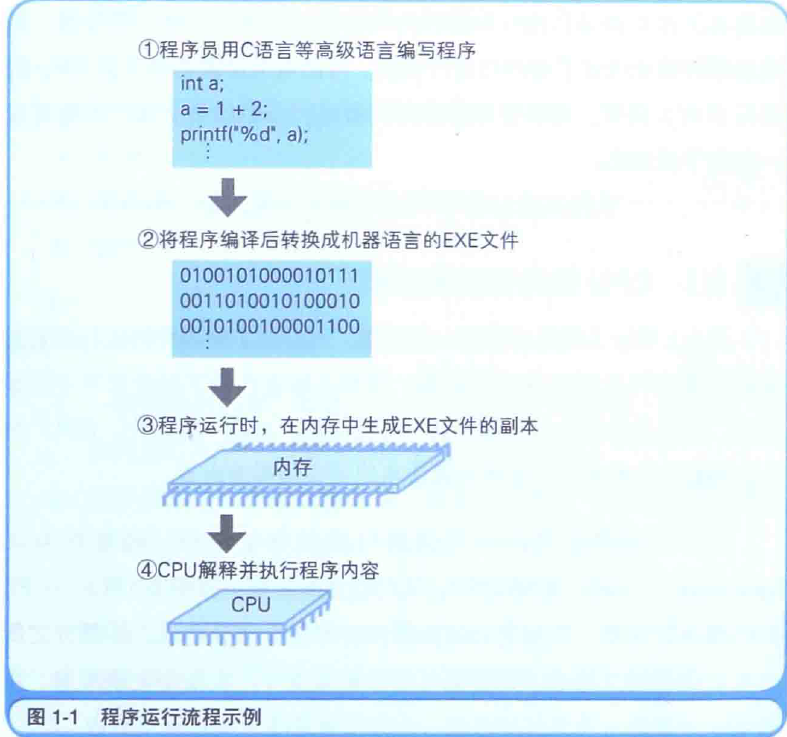 ①程序员用C语言等高级语言编写程序
int a;
a = 1 + 2;
printf("%d", a);
⋮
②将程序编译后转换成机器语言的EXE文件
0100101000010111
0011010010100010
0010100100001100
⋮
③程序运行时，在内存中生成EXE文件的副本
内存
④CPU解释并执行程序内容
CPU
图 1-1 程序运行流程示例